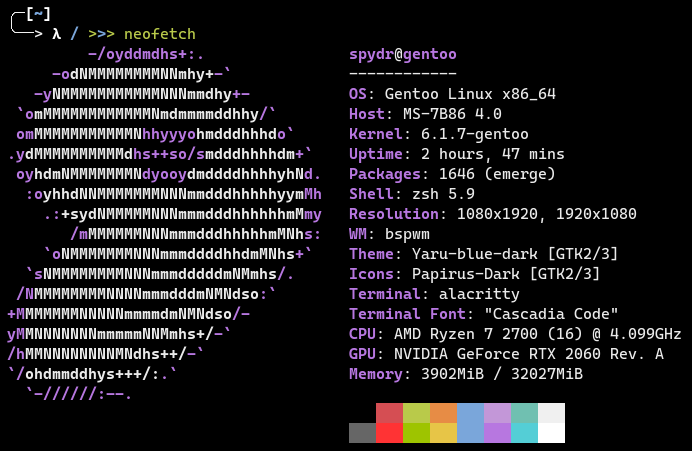 ╭─[~]
╰──> λ / >>> neofetch
         -/oyddmdhs+:.
     -odNMMMMMMMMNNmhy+-`
   -yNMMMMMMMMMMMNNNmmdhy+-
 `omMMMMMMMMMMMMNmdmmmmddhhy/`
 omMMMMMMMMMMMNhhyyyohmdddhhhdo`
.ydMMMMMMMMMMdhs++so/smdddhhhhdm+`
 oyhdmNMMMMMMMNdyooydmddddhhhhyhNd.
  :oyhhdNNMMMMMMMNNNmmdddhhhhhyymMh
    .:+sydNMMMMMNNNmmmdddhhhhhhmMmy
       /mMMMMMMNNNmmmdddhhhhhmMNhs:
    `oNMMMMMMMNNNmmmddddhhdmMNhs+`
  `sNMMMMMMMMNNNmmmdddddmNMmhs/.
 /NMMMMMMMMNNNNmmmdddmNMNdso:`
+MMMMMMMNNNNNmmmmdmNMNdso/-
yMMNNNNNNNmmmmmNNMmhs+/-`
/hMMNNNNNNNNMNdhs++/-`
`/ohdmmddhys+++/:.`
  `-//////:--.
spydr@gentoo
------------
OS: Gentoo Linux x86_64
Host: MS-7B86 4.0
Kernel: 6.1.7-gentoo
Uptime: 2 hours, 47 mins
Packages: 1646 (emerge)
Shell: zsh 5.9
Resolution: 1080x1920, 1920x1080
WM: bspwm
Theme: Yaru-blue-dark [GTK2/3]
Icons: Papirus-Dark [GTK2/3]
Terminal: alacritty
Terminal Font: "Cascadia Code"
CPU: AMD Ryzen 7 2700 (16) @ 4.099GHz
GPU: NVIDIA GeForce RTX 2060 Rev. A
Memory: 3902MiB / 32027MiB